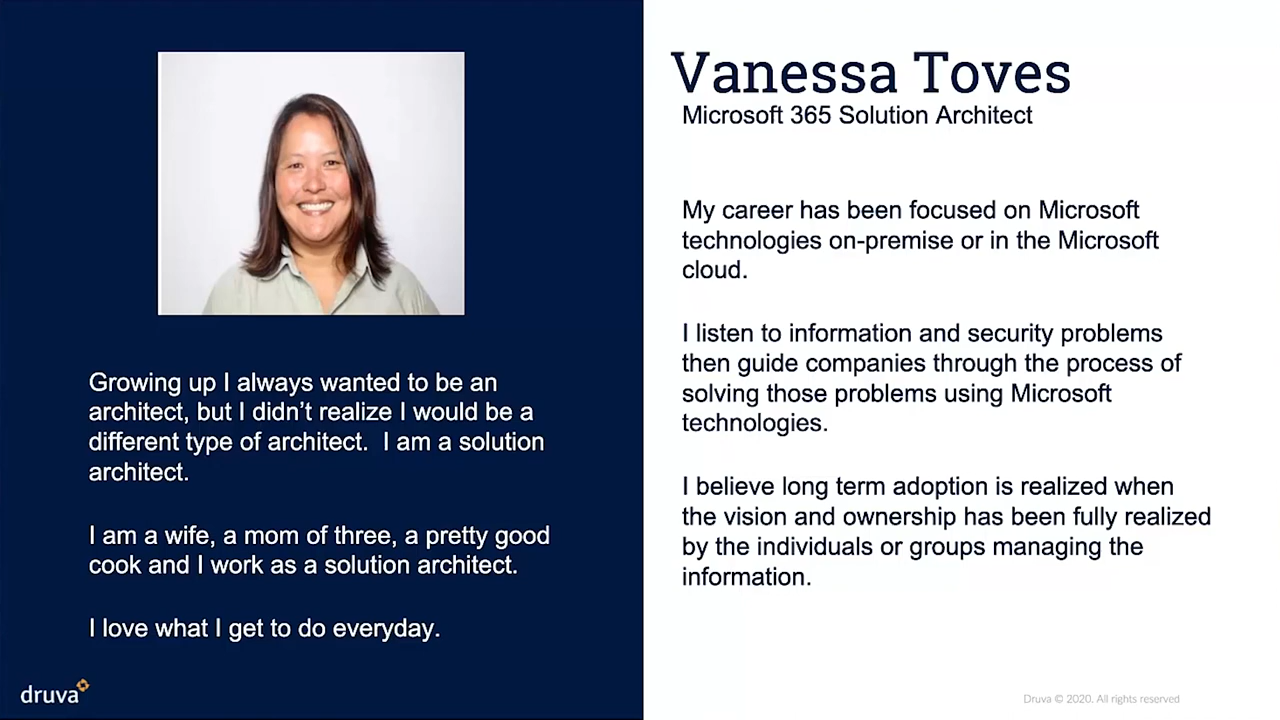 Growing up I always wanted to be an
architect, but I didn’t realize I would be a
different type of architect.  I am a solution
architect.
I am a wife, a mom of three, a pretty good
cook and I work as a solution architect.
I love what I get to do everyday.
druva
Vanessa Toves
Microsoft 365 Solution Architect
My career has been focused on Microsoft
technologies on-premise or in the Microsoft
cloud.
I listen to information and security problems
then guide companies through the process of
solving those problems using Microsoft
technologies.
I believe long term adoption is realized when
the vision and ownership has been fully realized
by the individuals or groups managing the
information.
Druva © 2020. All rights reserved